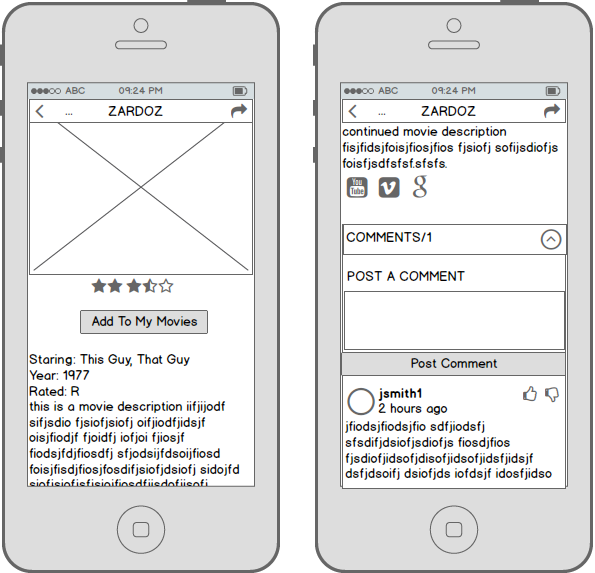 ABC 09:24 PM
... ZARDOZ
Add To My Movies
Staring: This Guy, That Guy
Year: 1977
Rated: R
this is a movie description iifjijodf
sifjsdio fjsiofjsiofj oifjiodfjidsjf
oisjfiodjf fjoidfj iofjoi fjiosjf
fiodsjfdjfiosdfj sfjodsijfdsoijfiosd
foisjfisdjfiosjfosdifjsiofjdsiofj sidojfd
ABC 09:24 PM
... ZARDOZ
continued movie description
fisjfidsjfoisjfiosjfios fjsiofj sofijsdiofjs
foisfjsdfsfsf.sfsfs.
You
Tube
COMMENTS/1
POST A COMMENT
Post Comment
jsmith1
2 hours ago
jfiodsjfiodsjfio sdfjiodsfj
sfsdifjdsiofjsdiofjs fiosdjfios
fjsdiofjidsofjdisofjidsofjidsfjidsjf
dsfjdsoifj dsiofjds iofdsjf idosfjidso